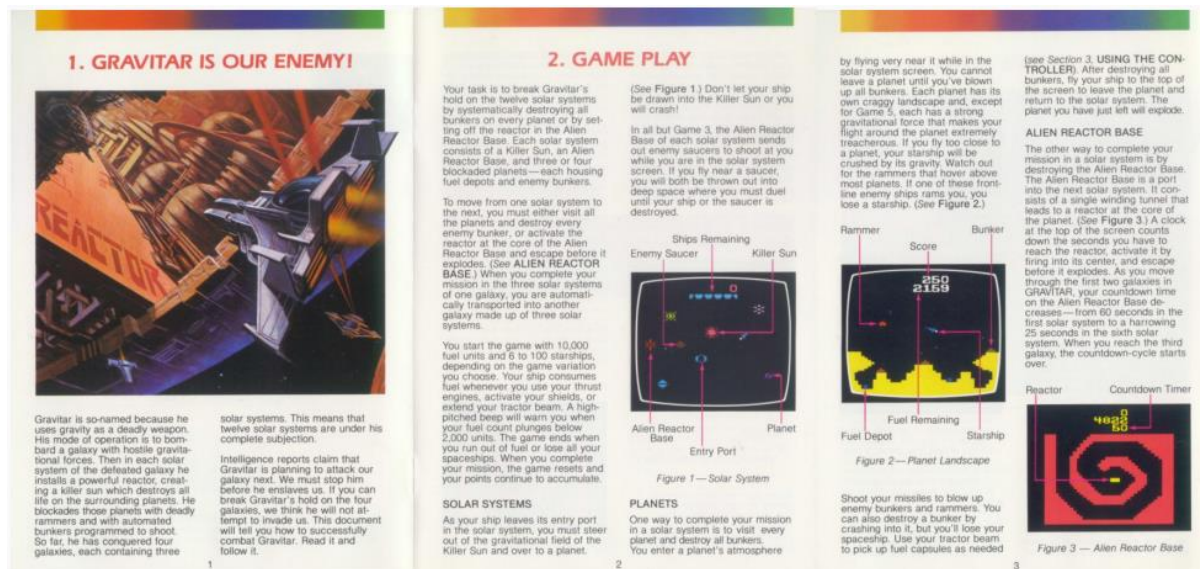 1. GRAVITAR IS OUR ENEMY!
REACTOR
Gravitar is so-named because he
uses gravity as a deadly weapon.
His mode of operation is to bom-
bard a galaxy with hostile gravita-
tional forces. Then in each solar
system of the defeated galaxy he
installs a powerful reactor, creat-
ing a killer sun which destroys all
life on the surrounding planets. He
blockades those planets with deadly
rammers and with automated
bunkers programmed to shoot.
So far, he has conquered four
galaxies, each containing three
solar systems. This means that
twelve solar systems are under his
complete subjection.
Intelligence reports claim that
Gravitar is planning to attack our
galaxy next. We must stop him
before he enslaves us. If you can
break Gravitar's hold on the four
galaxies, we think he will not at-
tempt to invade us. This document
will tell you how to successfully
combat Gravitar. Read it and
follow it.
1
2. GAME PLAY
Your task is to break Gravitar's
hold on the twelve solar systems
by systematically destroying all
bunkers on every planet or by set-
ting off the reactor in the Alien
Reactor Base. Each solar system
consists of a Killer Sun, an Alien
Reactor Base, and three or four
blockaded planets—each housing
fuel depots and enemy bunkers.
To move from one solar system to
the next, you must either visit all
the planets and destroy every
enemy bunker, or activate the
reactor at the core of the Alien
Reactor Base and escape before it
explodes. (See ALIEN REACTOR
BASE.) When you complete your
mission in the three solar systems
of one galaxy, you are automati-
cally transported into another
galaxy made up of three solar
systems.
You start the game with 10,000
fuel units and 6 to 100 starships,
depending on the game variation
you choose. Your ship consumes
fuel whenever you use your thrust
engines, activate your shields, or
extend your tractor beam. A high-
pitched beep will warn you when
your fuel count plunges below
2,000 units. The game ends when
you run out of fuel or lose all your
spaceships. When you complete
your mission, the game resets and
your points continue to accumulate.
SOLAR SYSTEMS
As your ship leaves its entry port
in the solar system, you must steer
out of the gravitational field of the
Killer Sun and over to a planet.
(See Figure 1.) Don't let your ship
be drawn into the Killer Sun or you
will crash!
In all but Game 3, the Alien Reactor
Base of each solar system sends
out enemy saucers to shoot at you
while you are in the solar system
screen. If you fly near a saucer,
you will both be thrown out into
deep space where you must duel
until your ship or the saucer is
destroyed.
Ships Remaining
Enemy Saucer
Killer Sun
0
Alien Reactor
Base
Planet
Entry Port
Figure 1—Solar System
PLANETS
One way to complete your mission
in a solar system is to visit every
planet and destroy all bunkers.
You enter a planet's atmosphere
2
by flying very near it while in the
solar system screen. You cannot
leave a planet until you've blown
up all bunkers. Each planet has its
own craggy landscape and, except
for Game 5, each has a strong
gravitational force that makes your
flight around the planet extremely
treacherous. If you fly too close to
a planet, your starship will be
crushed by its gravity. Watch out
for the rammers that hover above
most planets. If one of these front-
line enemy ships rams you, you
lose a starship. (See Figure 2.)
Rammer
Bunker
Score
250
2159
Fuel Remaining
Fuel Depot
Starship
Figure 2—Planet Landscape
Shoot your missiles to blow up
enemy bunkers and rammers. You
can also destroy a bunker by
crashing into it, but you'll lose your
spaceship. Use your tractor beam
to pick up fuel capsules as needed
(see Section 3, USING THE CON-
TROLLER). After destroying all
bunkers, fly your ship to the top of
the screen to leave the planet and
return to the solar system. The
planet you have just left will explode.
ALIEN REACTOR BASE
The other way to complete your
mission in a solar system is by
destroying the Alien Reactor Base.
The Alien Reactor Base is a port
into the next solar system. It con-
sists of a single winding tunnel that
leads to a reactor at the core of
the planet. (See Figure 3.) A clock
at the top of the screen counts
down the seconds you have to
reach the reactor, activate it by
firing into its center, and escape
before it explodes. As you move
through the first two galaxies in
GRAVITAR, your countdown time
on the Alien Reactor Base de-
creases—from 60 seconds in the
first solar system to a harrowing
25 seconds in the sixth solar
system. When you reach the third
galaxy, the countdown-cycle starts
over.
Reactor
Countdown Timer
0
4822
50
Figure 3 — Alien Reactor Base
3